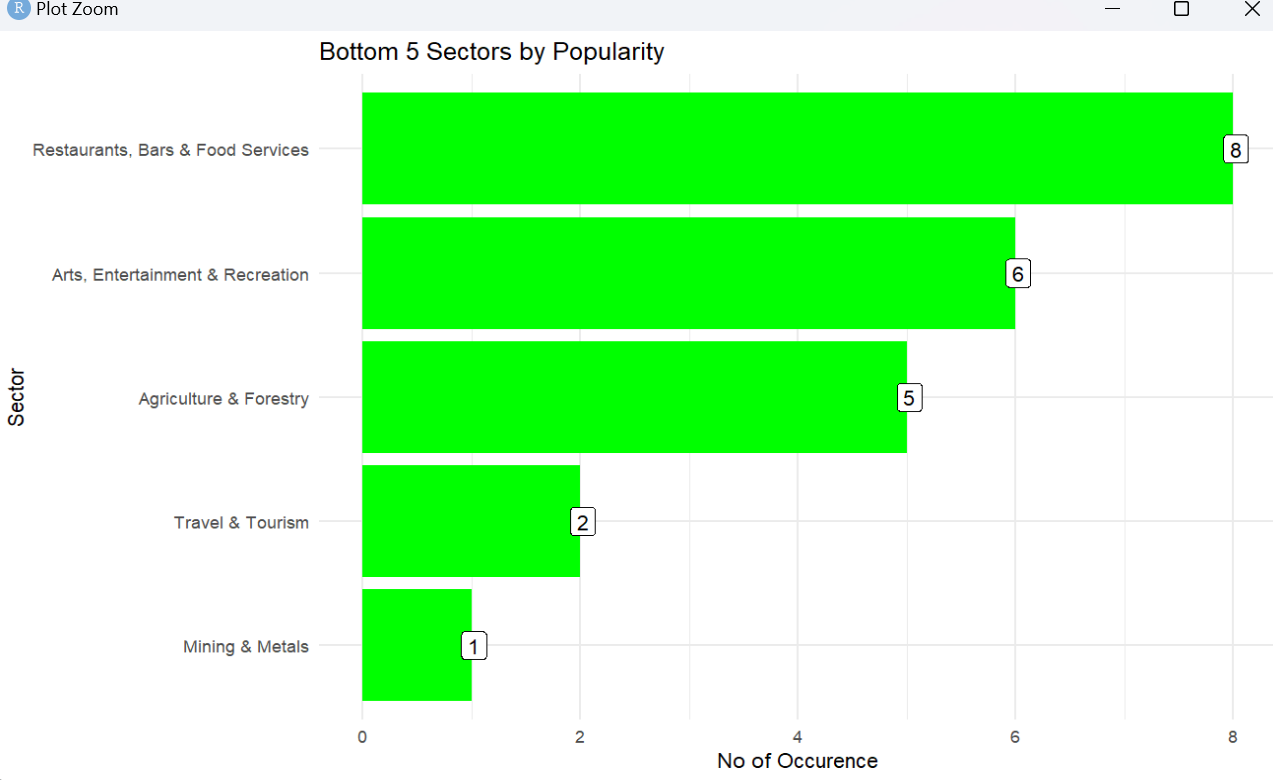 R Plot Zoom
Bottom 5 Sectors by Popularity
Restaurants, Bars & Food Services
8
Arts, Entertainment & Recreation
6
Sector
Agriculture & Forestry
5
Travel & Tourism
2
Mining & Metals
1
0 2 4 6 8
No of Occurence